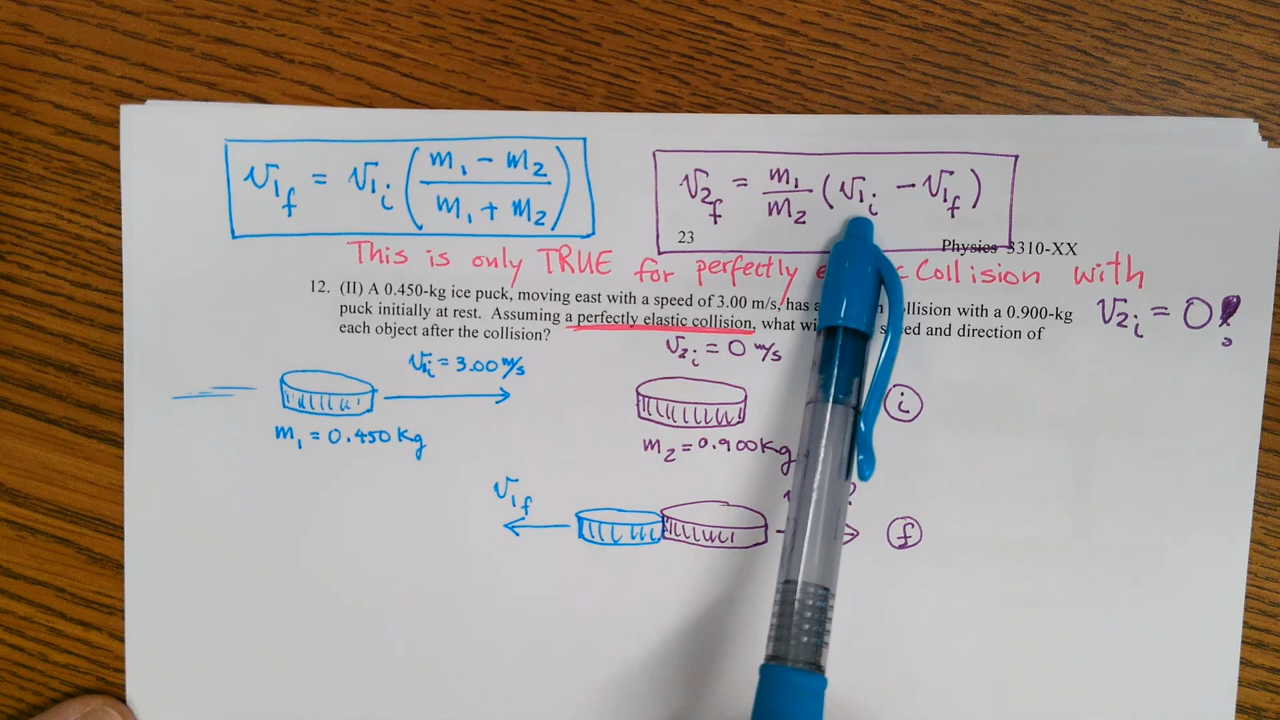 v₁f = v₁i (m₁ − m₂ / m₁ + m₂)
v₂f = m₁/m₂ (v₁i − v₁f)
23
Physics 3310-XX
This is only TRUE for perfectly Collision with
v₂i = 0!
12. (II) A 0.450-kg ice puck, moving east with a speed of 3.00 m/s, has a collision with a 0.900-kg
puck initially at rest. Assuming a perfectly elastic collision, what and direction of
each object after the collision?
v₁i = 3.00 m/s
v₂i = 0 m/s
i
m₁ = 0.450 kg
m₂ = 0.900 kg
v₁f
?
f